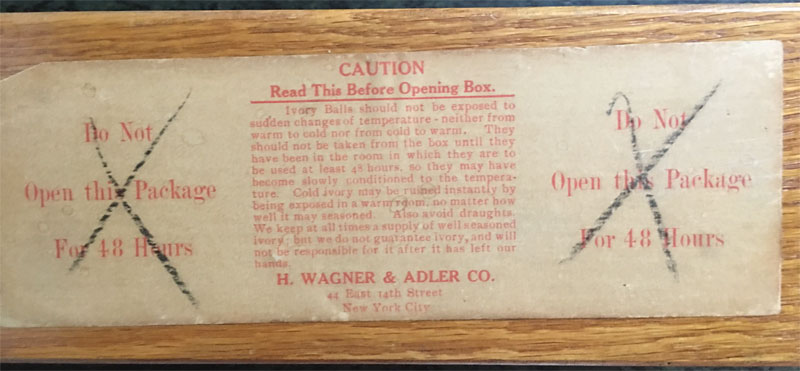 CAUTION
Read This Before Opening Box.
Ivory Balls should not be exposed to
sudden changes of temperature - neither from
warm to cold nor from cold to warm. They
should not be taken from the box until they
have been in the room in which they are to
be used at least 48 hours, so they may have
become slowly conditioned to the tempera-
ture. Cold ivory may be ruined instantly by
being exposed in a warm room, no matter how
well it may seasoned. Also avoid draughts.
We keep at all times a supply of well seasoned
ivory; but we do not guarantee ivory, and will
not be responsible for it after it has left our
hands.
H. WAGNER & ADLER CO.
44 East 14th Street
New York City
Do Not
Open this Package
For 48 Hours
Do Not
Open this Package
For 48 Hours